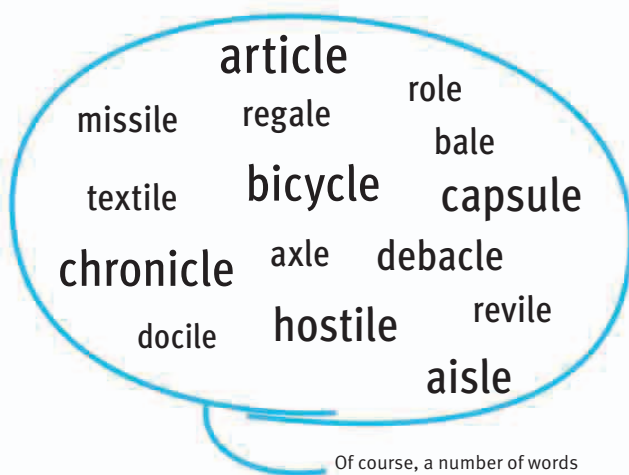 article
role
missile
regale
bale
textile
bicycle
capsule
chronicle
axle
debacle
docile
hostile
revile
aisle
Of course, a number of words